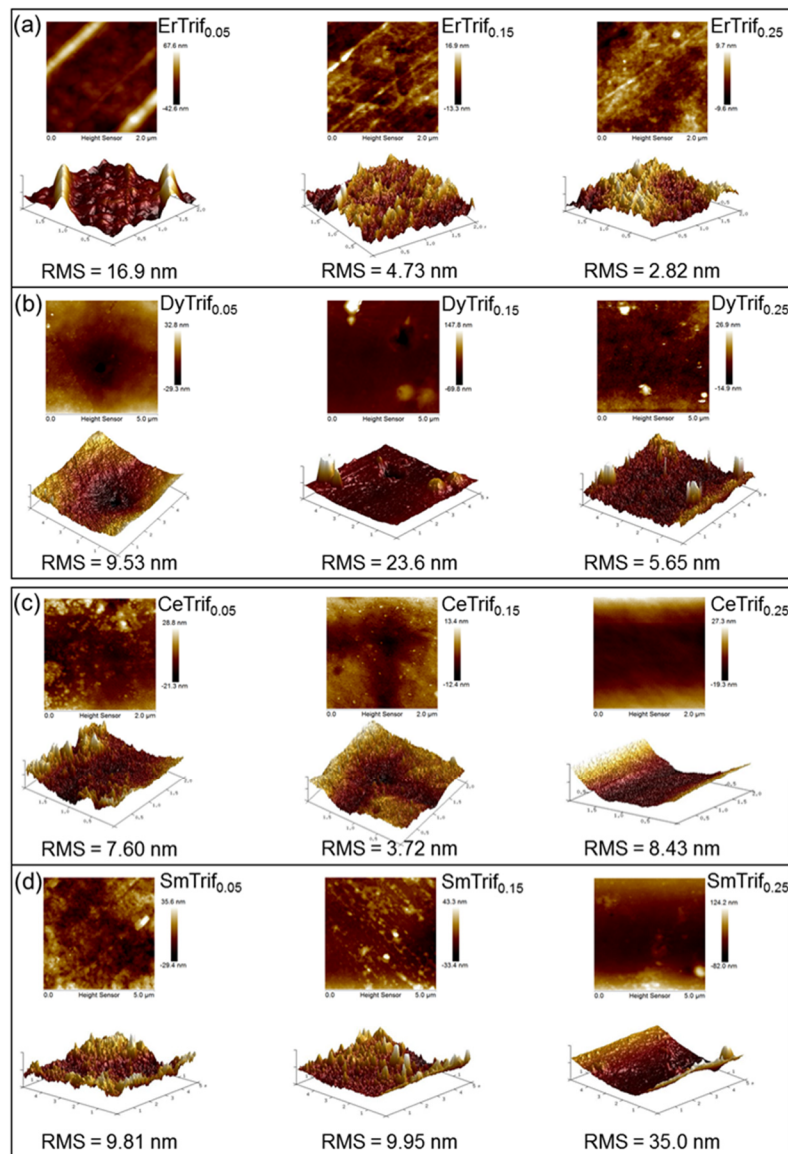 (a)
ErTrif0.05
ErTrif0.15
ErTrif0.25
67.6 nm
-42.6 nm
16.9 nm
-13.3 nm
9.7 nm
-9.6 nm
0.0 Height Sensor 2.0 µm
0.0 Height Sensor 2.0 µm
0.0 Height Sensor 2.0 µm
RMS = 16.9 nm
RMS = 4.73 nm
RMS = 2.82 nm
(b)
DyTrif0.05
DyTrif0.15
DyTrif0.25
32.8 nm
-29.3 nm
147.8 nm
-69.8 nm
26.9 nm
-14.9 nm
0.0 Height Sensor 5.0 µm
0.0 Height Sensor 5.0 µm
0.0 Height Sensor 5.0 µm
RMS = 9.53 nm
RMS = 23.6 nm
RMS = 5.65 nm
(c)
CeTrif0.05
CeTrif0.15
CeTrif0.25
28.8 nm
-21.3 nm
13.4 nm
-12.4 nm
27.3 nm
-19.3 nm
0.0 Height Sensor 2.0 µm
0.0 Height Sensor 2.0 µm
0.0 Height Sensor 2.0 µm
RMS = 7.60 nm
RMS = 3.72 nm
RMS = 8.43 nm
(d)
SmTrif0.05
SmTrif0.15
SmTrif0.25
35.6 nm
-29.4 nm
43.3 nm
-33.4 nm
124.2 nm
-82.0 nm
0.0 Height Sensor 5.0 µm
0.0 Height Sensor 5.0 µm
0.0 Height Sensor 5.0 µm
RMS = 9.81 nm
RMS = 9.95 nm
RMS = 35.0 nm